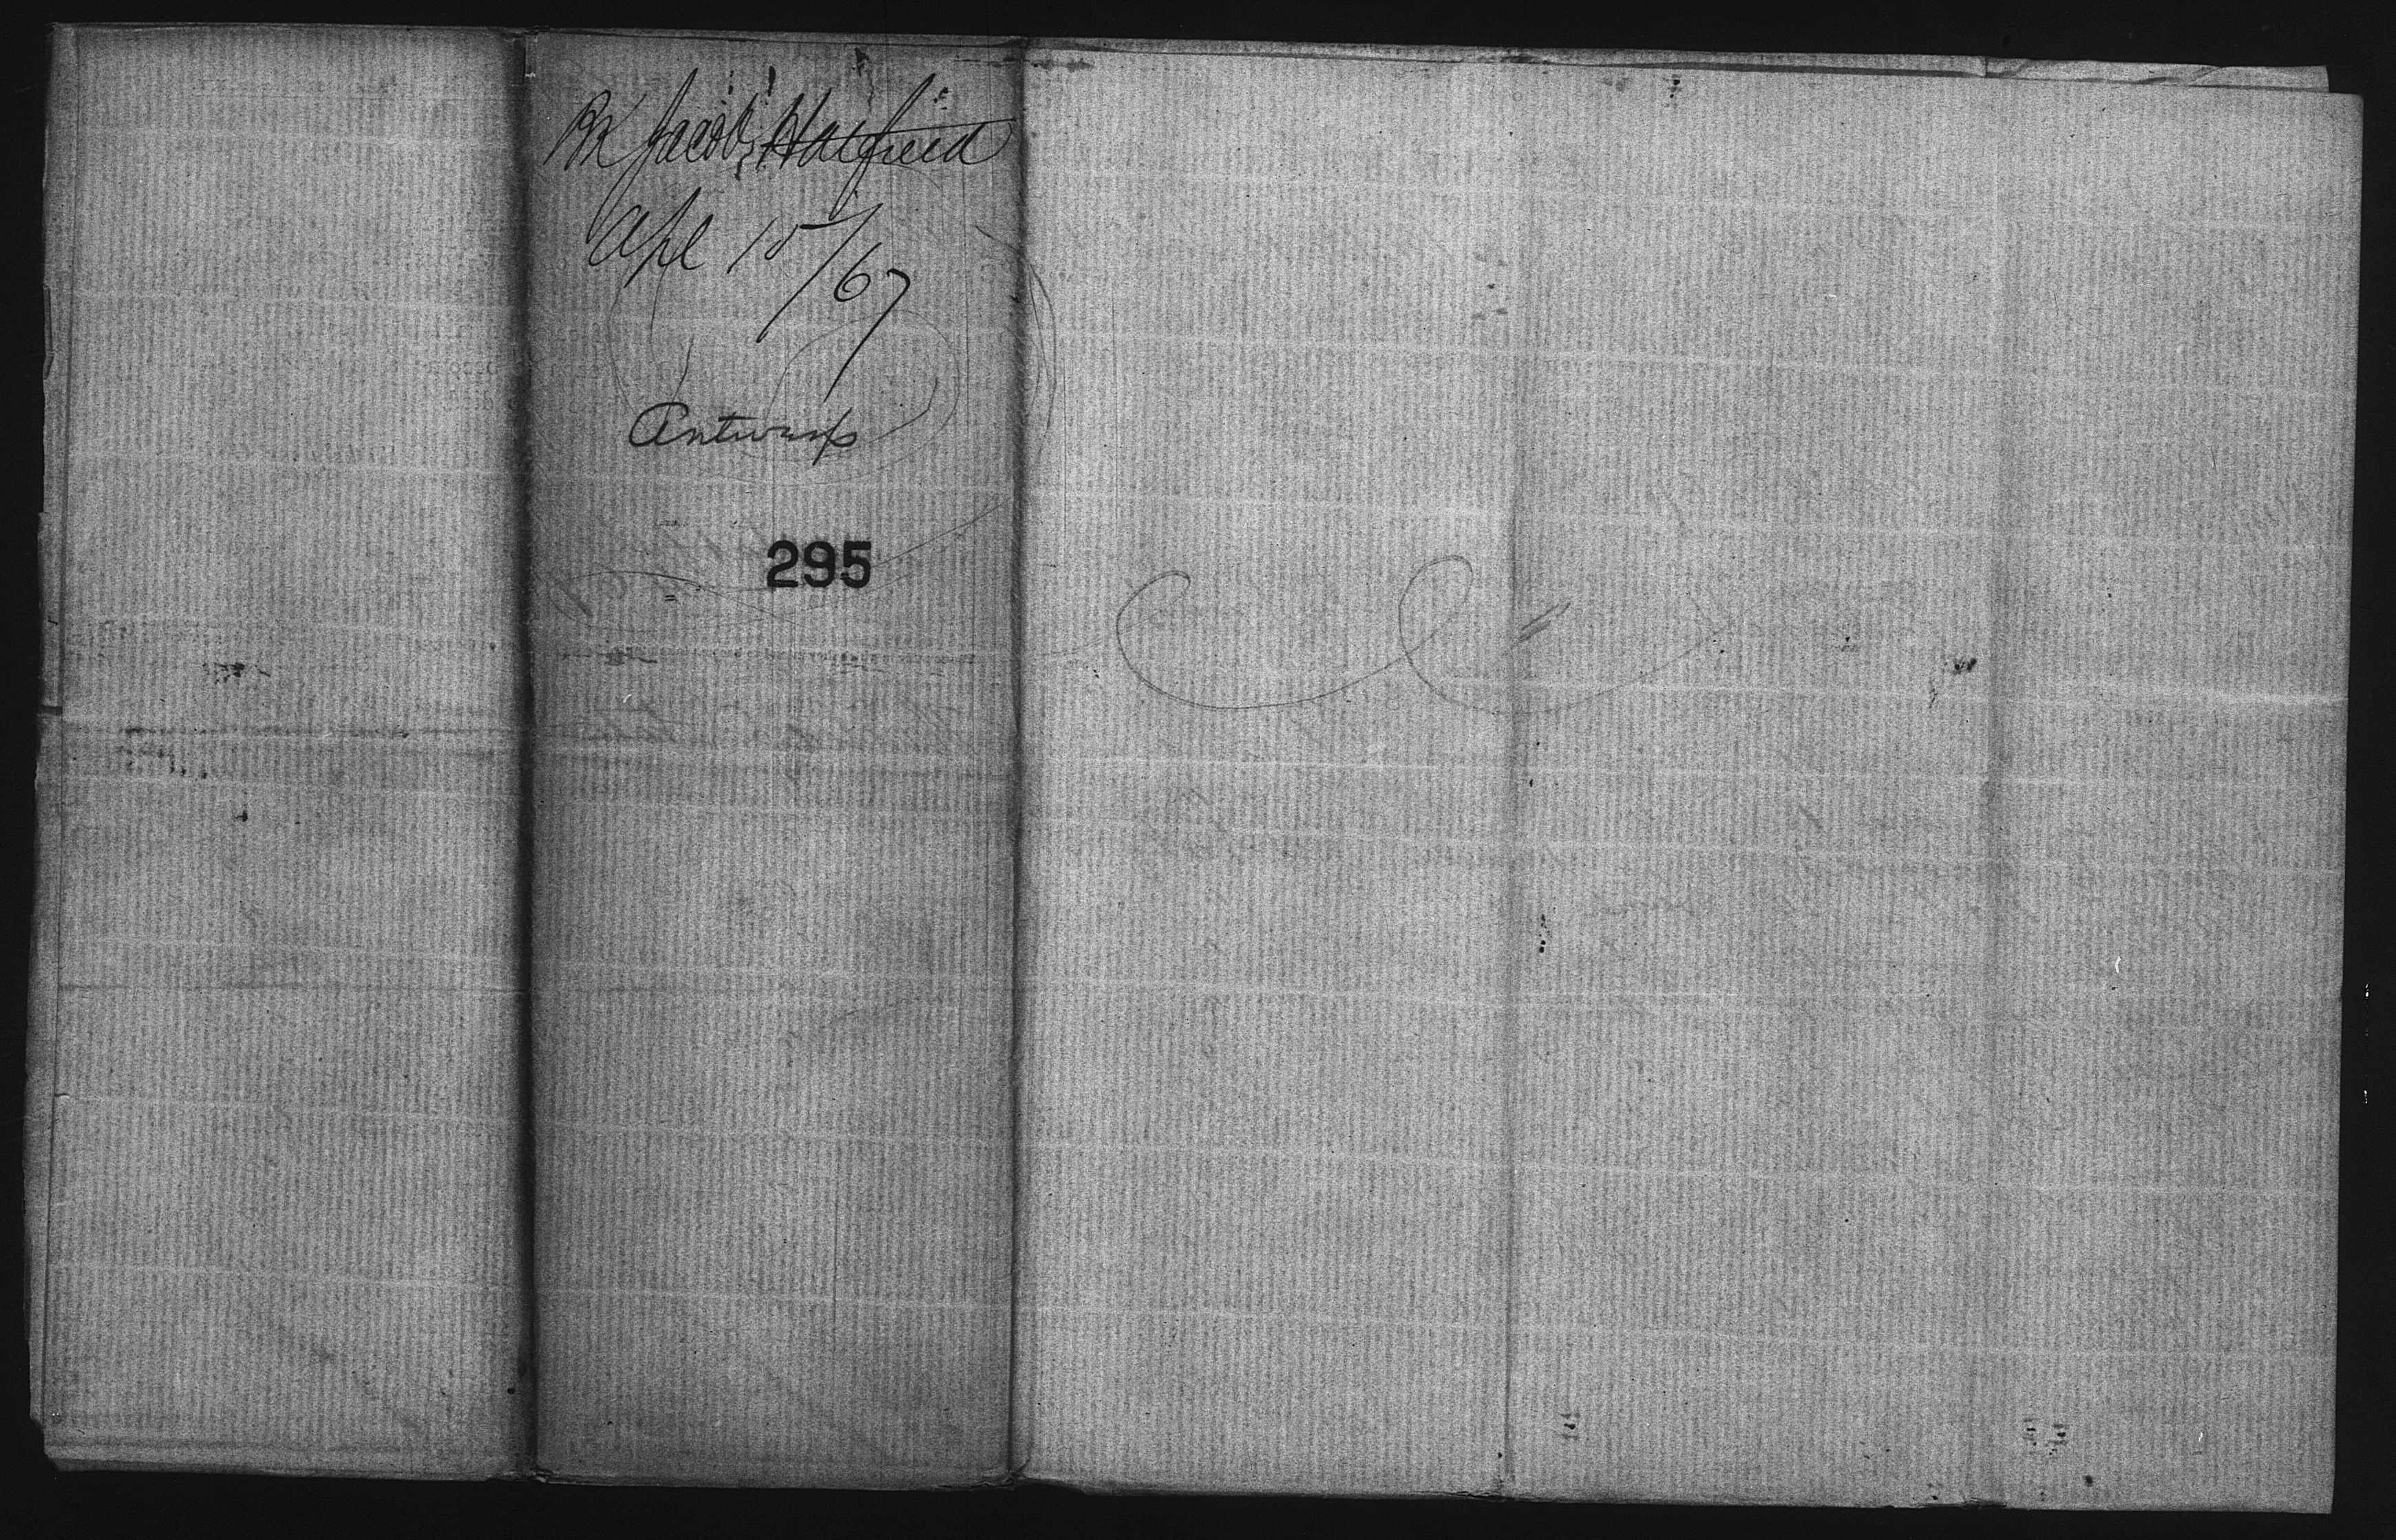 Bk Jacob Hatfield
Apl 15/67
Antwerp
295